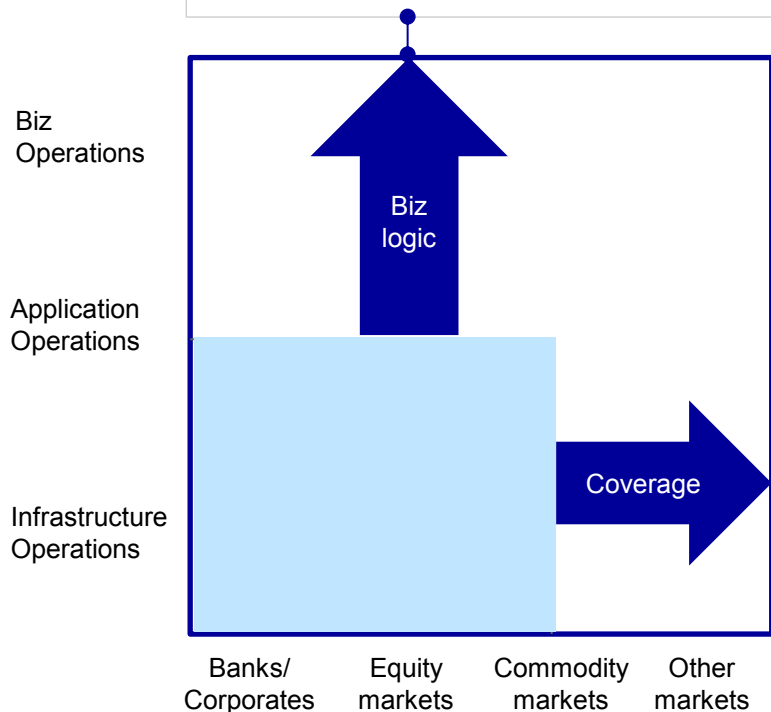 Biz
Operations
Biz
logic
Application
Operations
Coverage
Infrastructure
Operations
Banks/
Corporates
Equity
markets
Commodity
markets
Other
markets